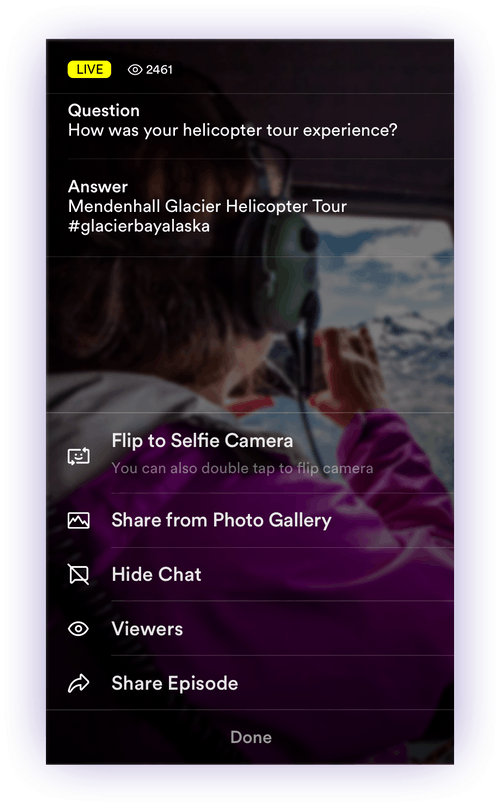 LIVE 2461
Question
How was your helicopter tour experience?
Answer
Mendenhall Glacier Helicopter Tour
#glacierbayalaska
Flip to Selfie Camera
You can also double tap to flip camera
Share from Photo Gallery
Hide Chat
Viewers
Share Episode
Done